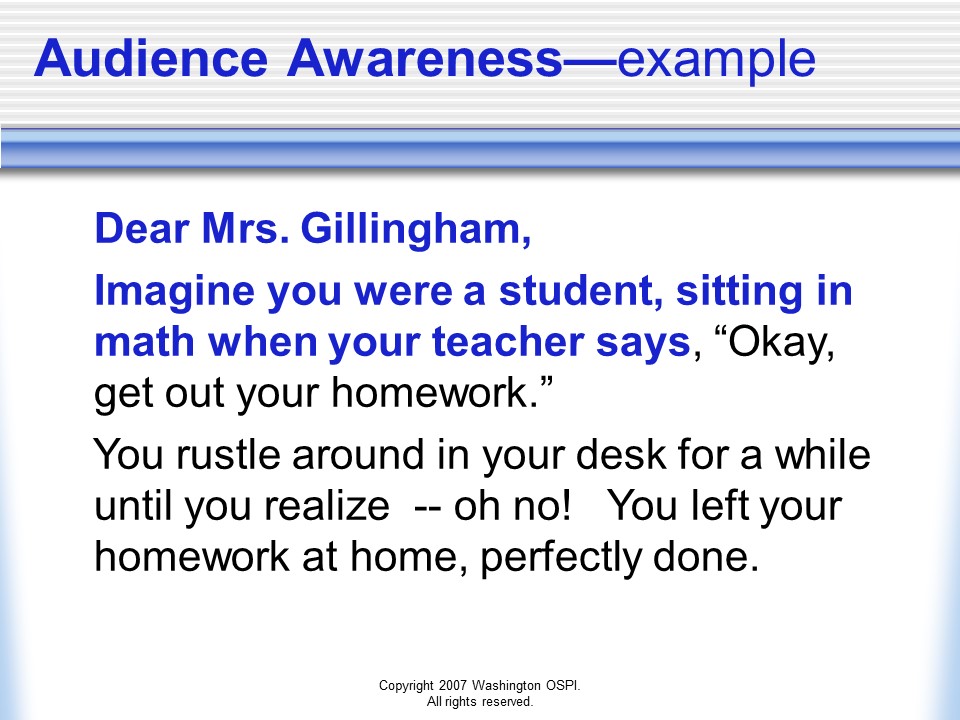 Audience Awareness—example
Dear Mrs. Gillingham,
Imagine you were a student, sitting in
math when your teacher says, “Okay,
get out your homework.”
You rustle around in your desk for a while
until you realize  -- oh no!   You left your
homework at home, perfectly done.
Copyright 2007 Washington OSPI.
All rights reserved.